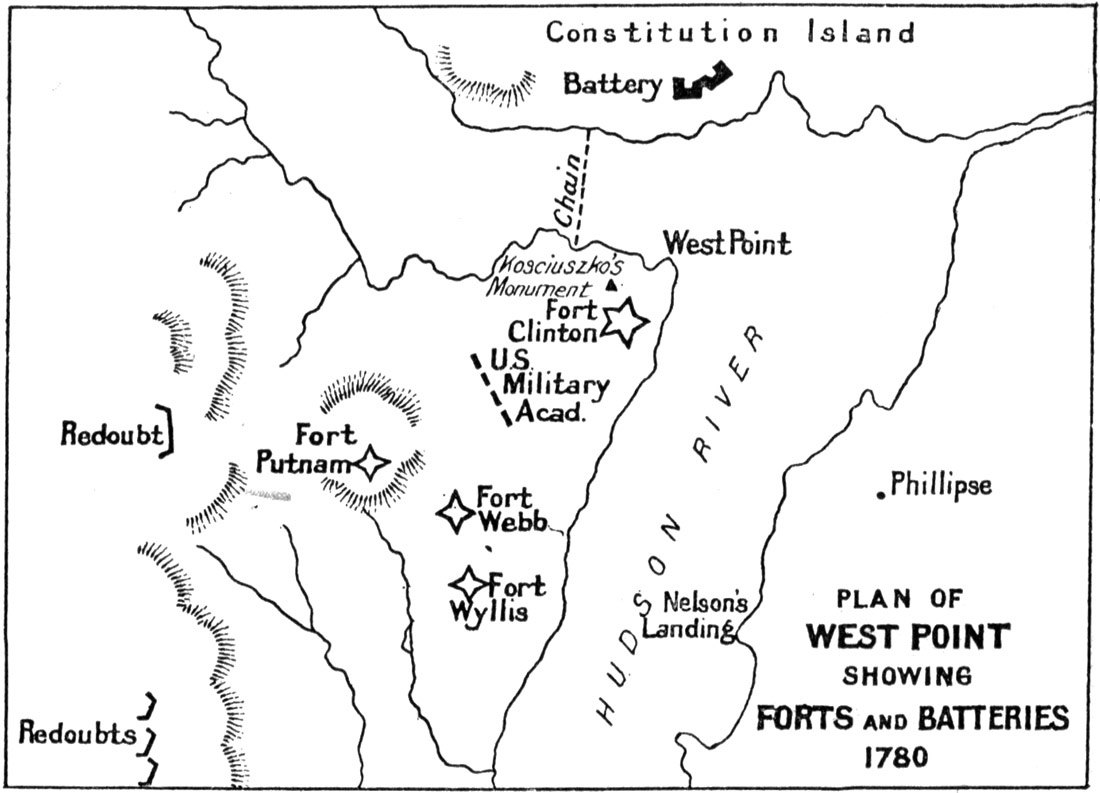 Constitution Island
Battery
Chain
West Point
Kosciuszko's
Monument
Fort
Clinton
U.S.
Military
Acad.
Redoubt
Fort
Putnam
Fort
Webb
Phillipse
Fort
Wyllis
HUDSON RIVER
Nelson's
Landing
Redoubts
PLAN OF
WEST POINT
SHOWING
FORTS AND BATTERIES
1780